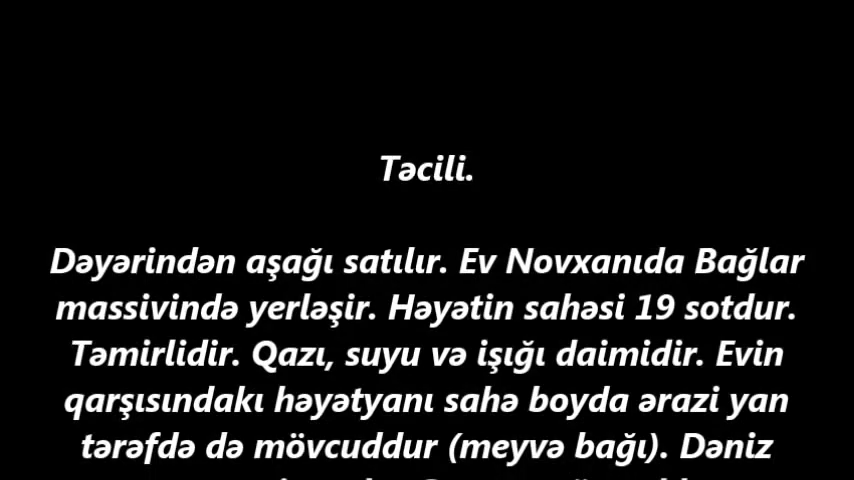 Təcili.
Dəyərindən aşağı satılır. Ev Novxanıda Bağlar
massivində yerləşir. Həyətin sahəsi 19 sotdur.
Təmirlidir. Qazı, suyu və işığı daimidir. Evin
qarşısındakı həyətyanı sahə boyda ərazi yan
tərəfdə də mövcuddur (meyvə bağı). Dəniz